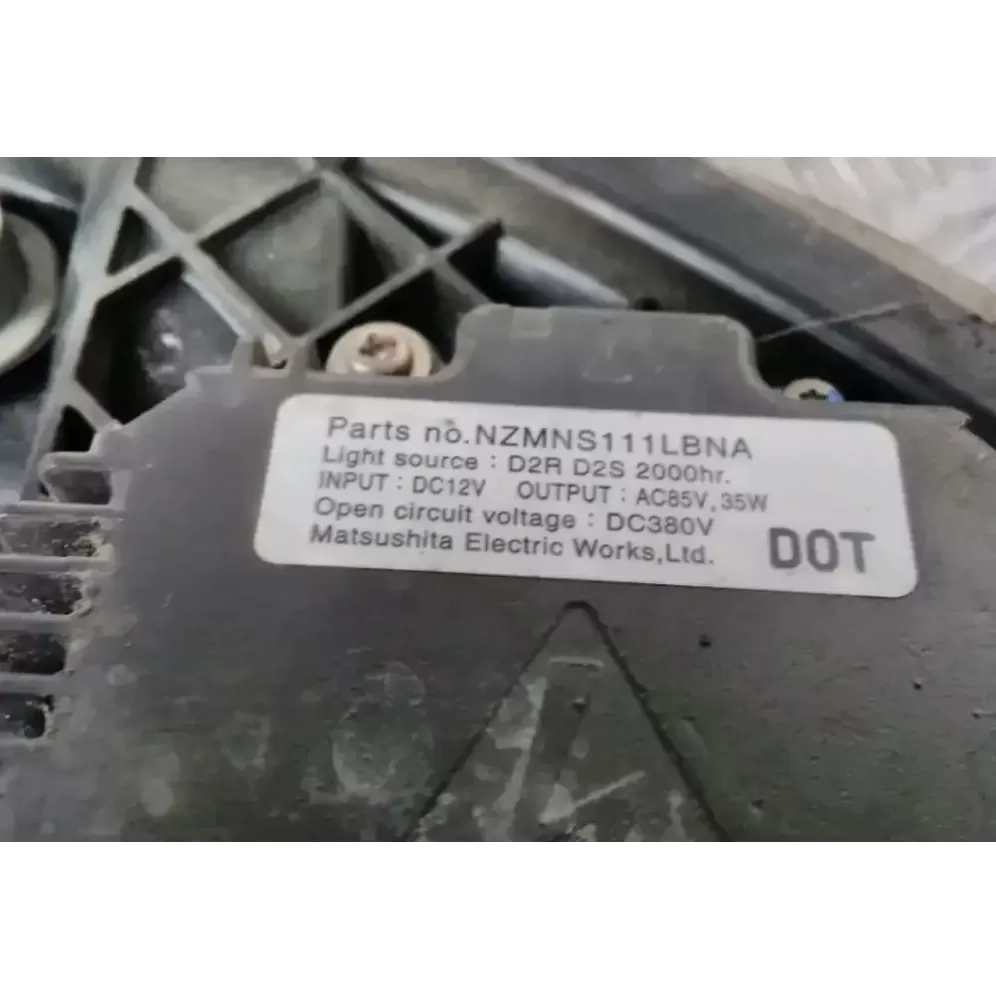 Parts no.NZMNS111LBNA
Light source : D2R D2S 2000hr.
INPUT : DC12V OUTPUT : AC85V, 35W
Open circuit voltage : DC380V
Matsushita Electric Works,Ltd.
DOT